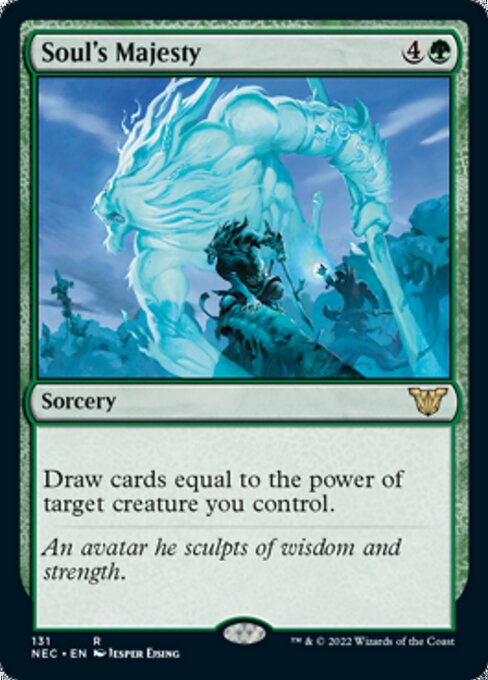 Soul's Majesty 4
Sorcery
Draw cards equal to the power of
target creature you control.
An avatar he sculpts of wisdom and
strength.
131 R
NEC • EN Jesper Ejsing
™ & © 2022 Wizards of the Coast